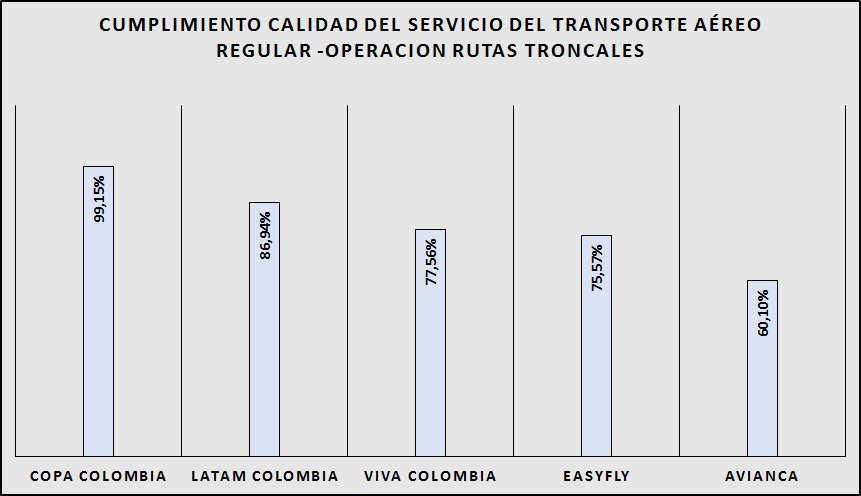 CUMPLIMIENTO CALIDAD DEL SERVICIO DEL TRANSPORTE AÉREO
REGULAR -OPERACION RUTAS TRONCALES
99,15%
86,94%
77,56%
75,57%
60,10%
COPA COLOMBIA
LATAM COLOMBIA
VIVA COLOMBIA
EASYFLY
AVIANCA